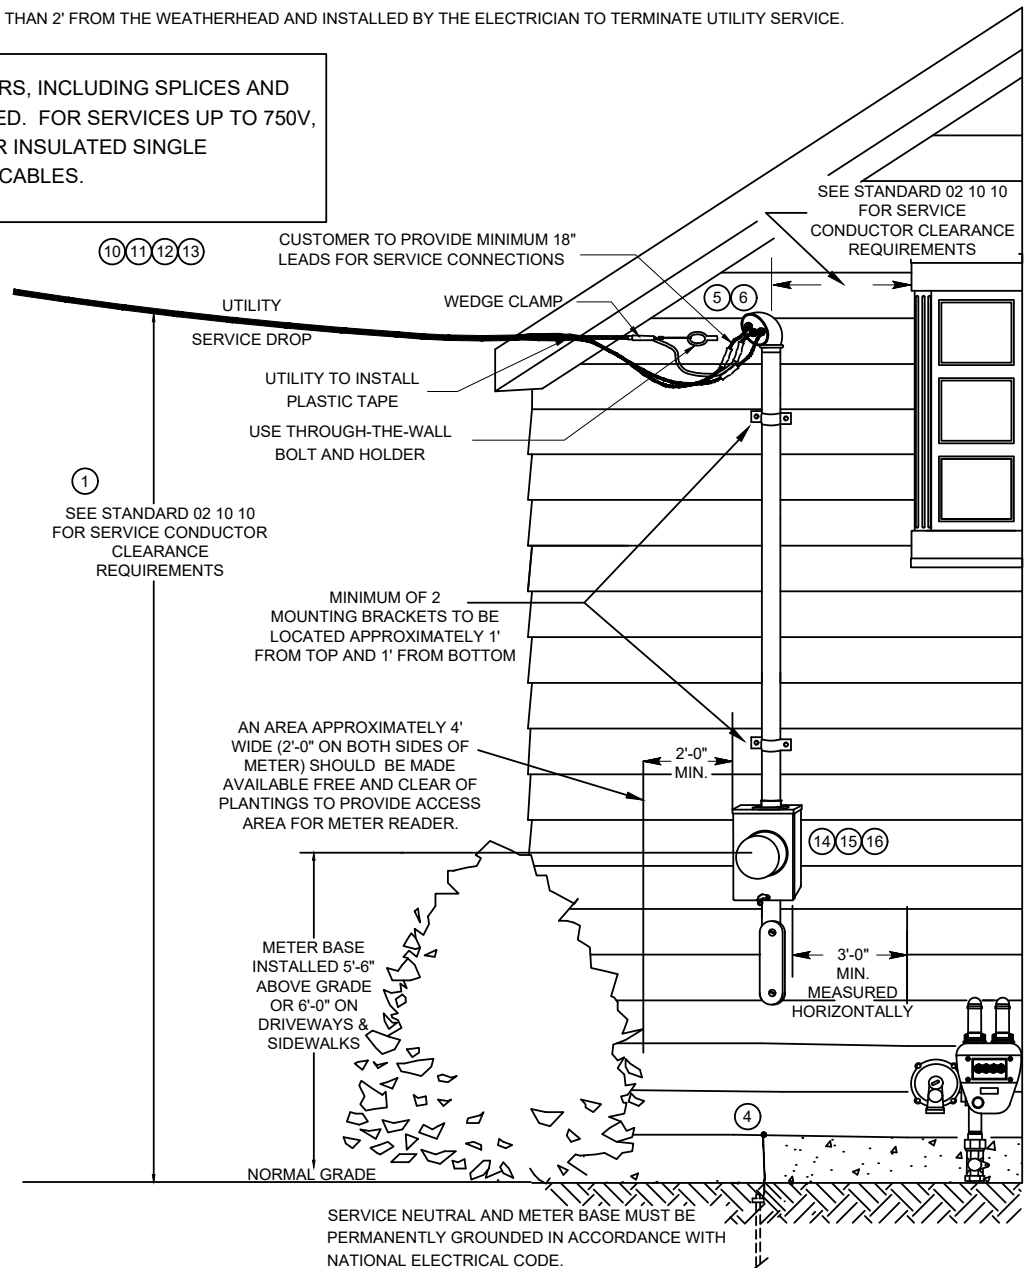 THAN 2' FROM THE WEATHERHEAD AND INSTALLED BY THE ELECTRICIAN TO TERMINATE UTILITY SERVICE.
RS, INCLUDING SPLICES AND
ED. FOR SERVICES UP TO 750V,
R INSULATED SINGLE
CABLES.
SEE STANDARD 02 10 10
FOR SERVICE
CONDUCTOR CLEARANCE
REQUIREMENTS
10 11 12 13
CUSTOMER TO PROVIDE MINIMUM 18"
LEADS FOR SERVICE CONNECTIONS
5 6
UTILITY
SERVICE DROP
WEDGE CLAMP
UTILITY TO INSTALL
PLASTIC TAPE
USE THROUGH-THE-WALL
BOLT AND HOLDER
1
SEE STANDARD 02 10 10
FOR SERVICE CONDUCTOR
CLEARANCE
REQUIREMENTS
MINIMUM OF 2
MOUNTING BRACKETS TO BE
LOCATED APPROXIMATELY 1'
FROM TOP AND 1' FROM BOTTOM
AN AREA APPROXIMATELY 4'
WIDE (2'-0" ON BOTH SIDES OF
METER) SHOULD BE MADE
AVAILABLE FREE AND CLEAR OF
PLANTINGS TO PROVIDE ACCESS
AREA FOR METER READER.
2'-0"
MIN.
14 15 16
METER BASE
INSTALLED 5'-6"
ABOVE GRADE
OR 6'-0" ON
DRIVEWAYS &
SIDEWALKS
3'-0"
MIN.
MEASURED
HORIZONTALLY
4
NORMAL GRADE
SERVICE NEUTRAL AND METER BASE MUST BE
PERMANENTLY GROUNDED IN ACCORDANCE WITH
NATIONAL ELECTRICAL CODE.